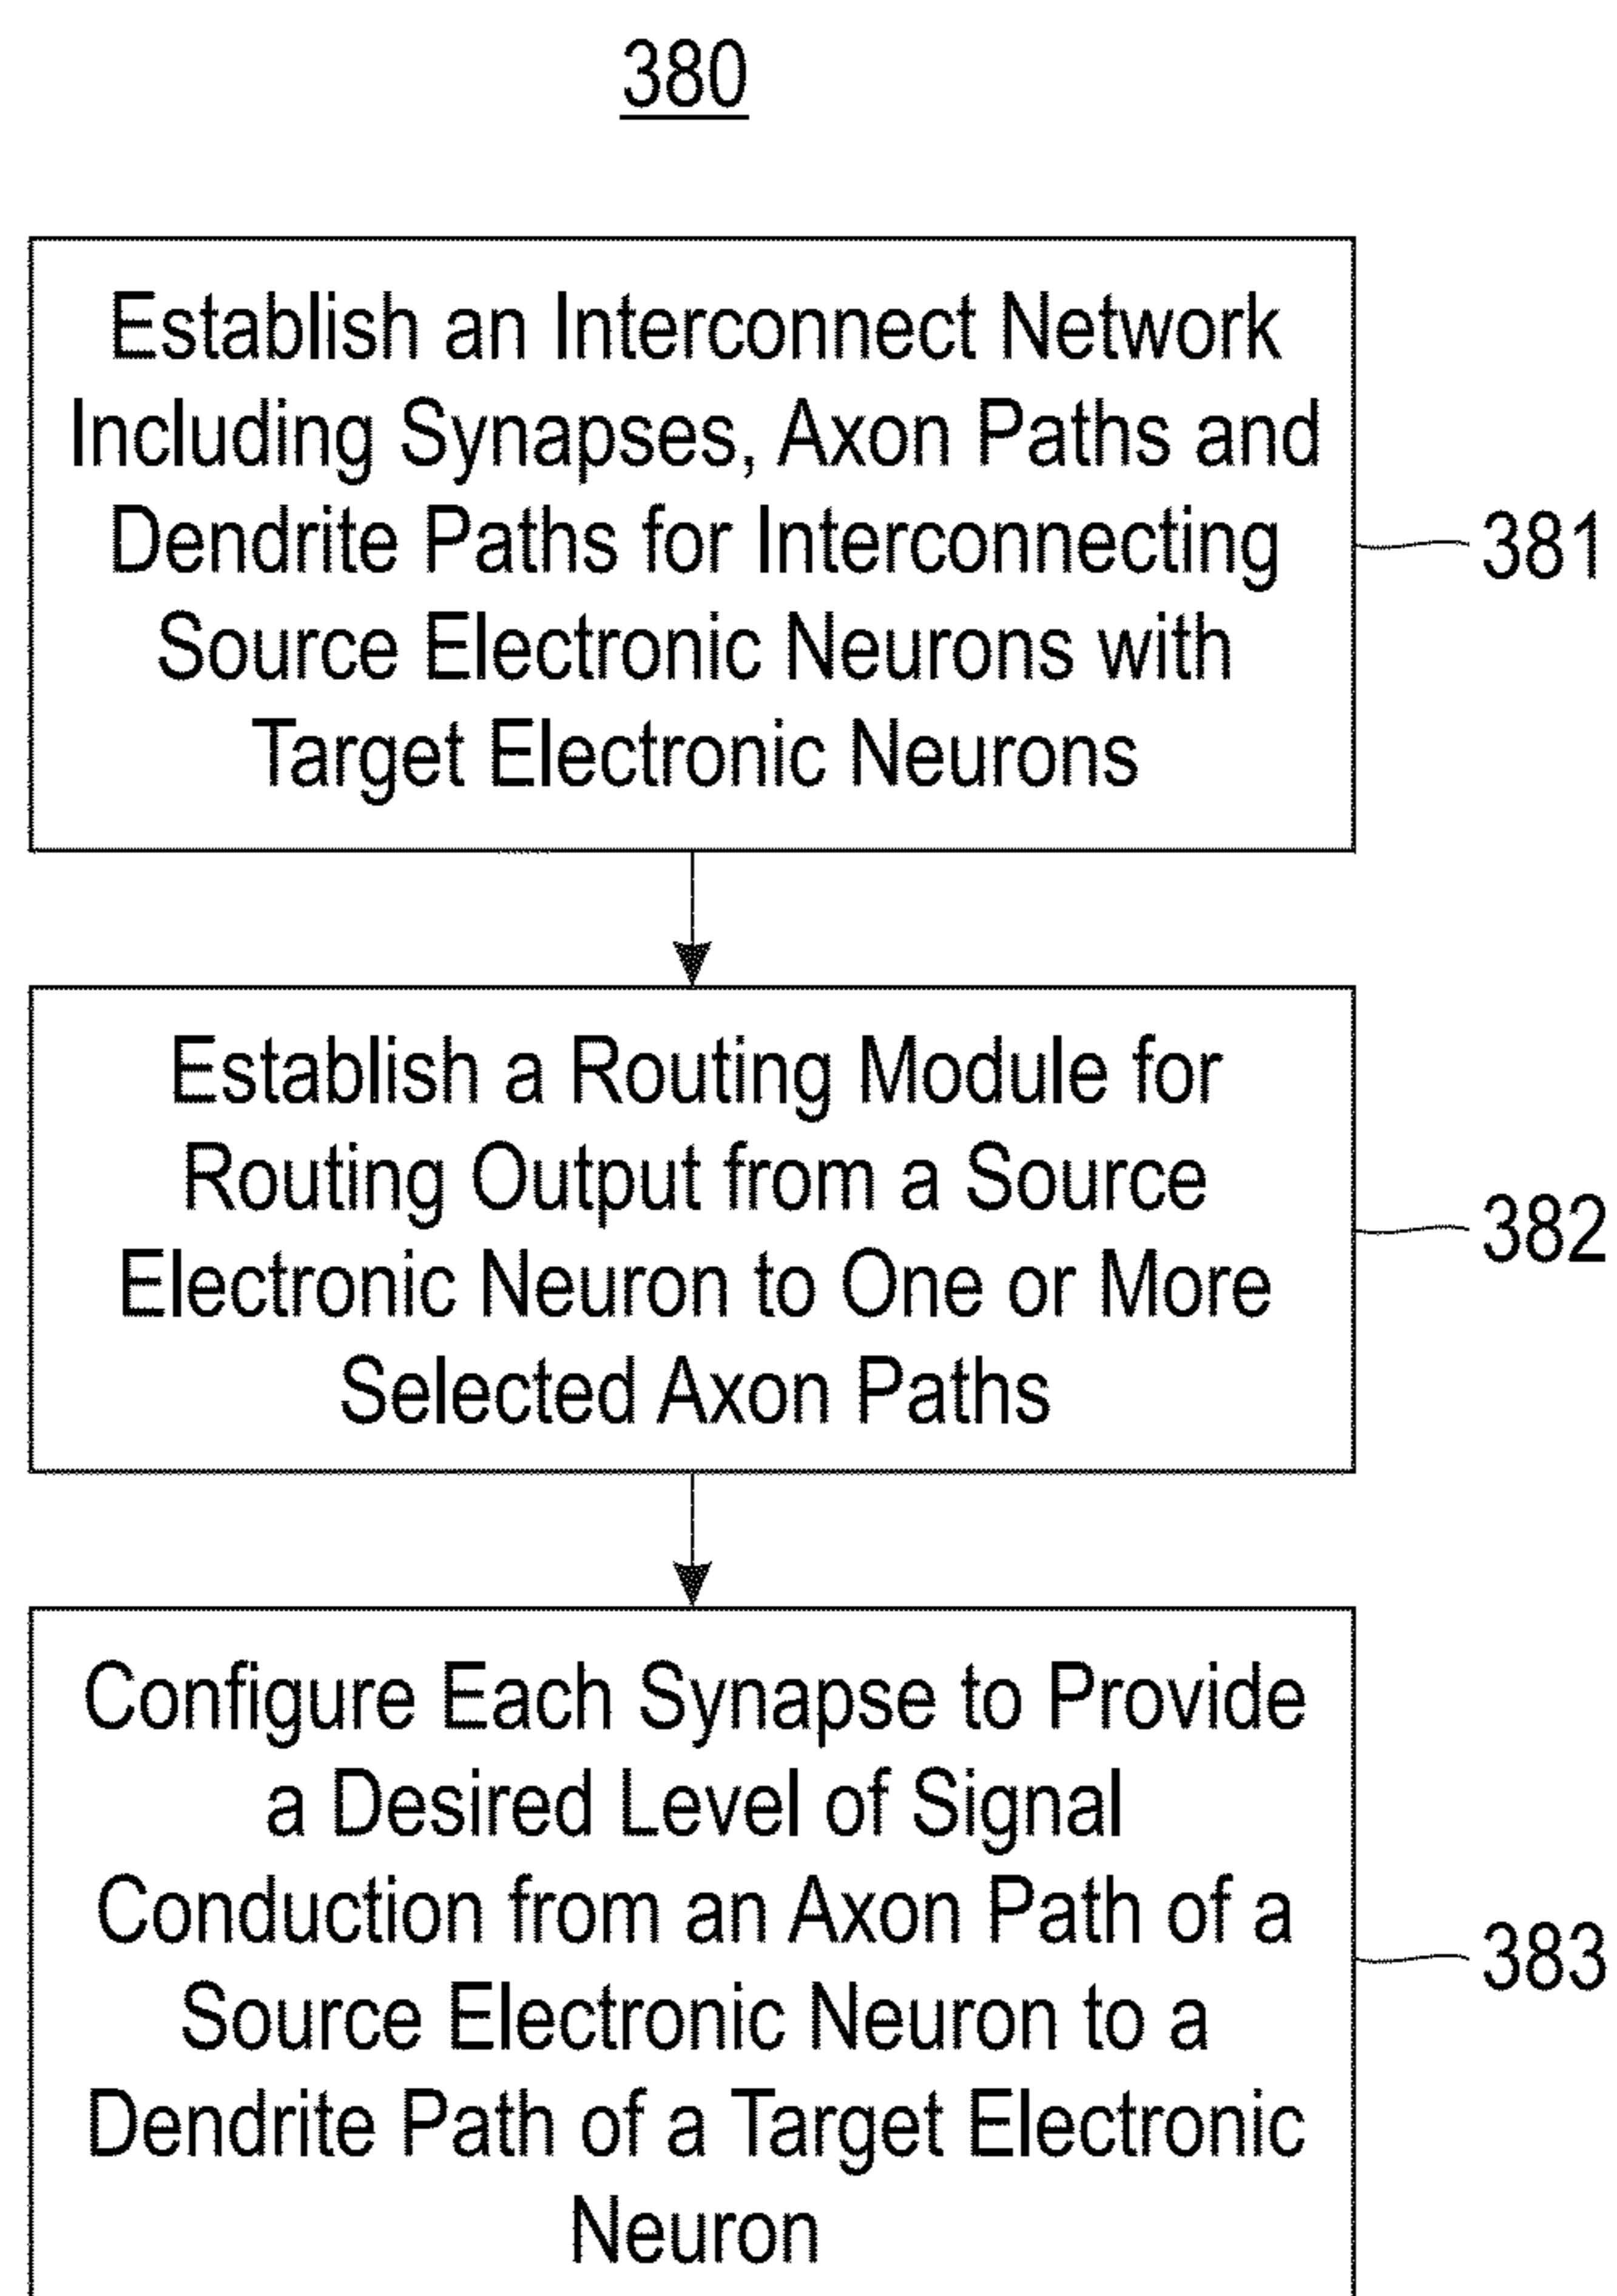 380
Establish an Interconnect Network
Including Synapses, Axon Paths and
Dendrite Paths for Interconnecting
Source Electronic Neurons with
Target Electronic Neurons
381
Establish a Routing Module for
Routing Output from a Source
Electronic Neuron to One or More
Selected Axon Paths
382
Configure Each Synapse to Provide
a Desired Level of Signal
Conduction from an Axon Path of a
Source Electronic Neuron to a
Dendrite Path of a Target Electronic
Neuron
383